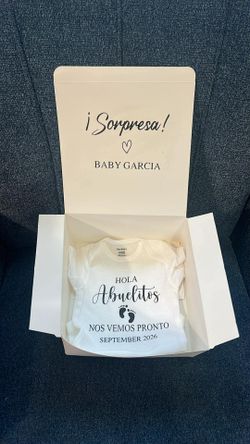 ¡Sorpresa!
BABY GARCIA
HOLA
Abuelitos
NOS VEMOS PRONTO
SEPTEMBER 2026